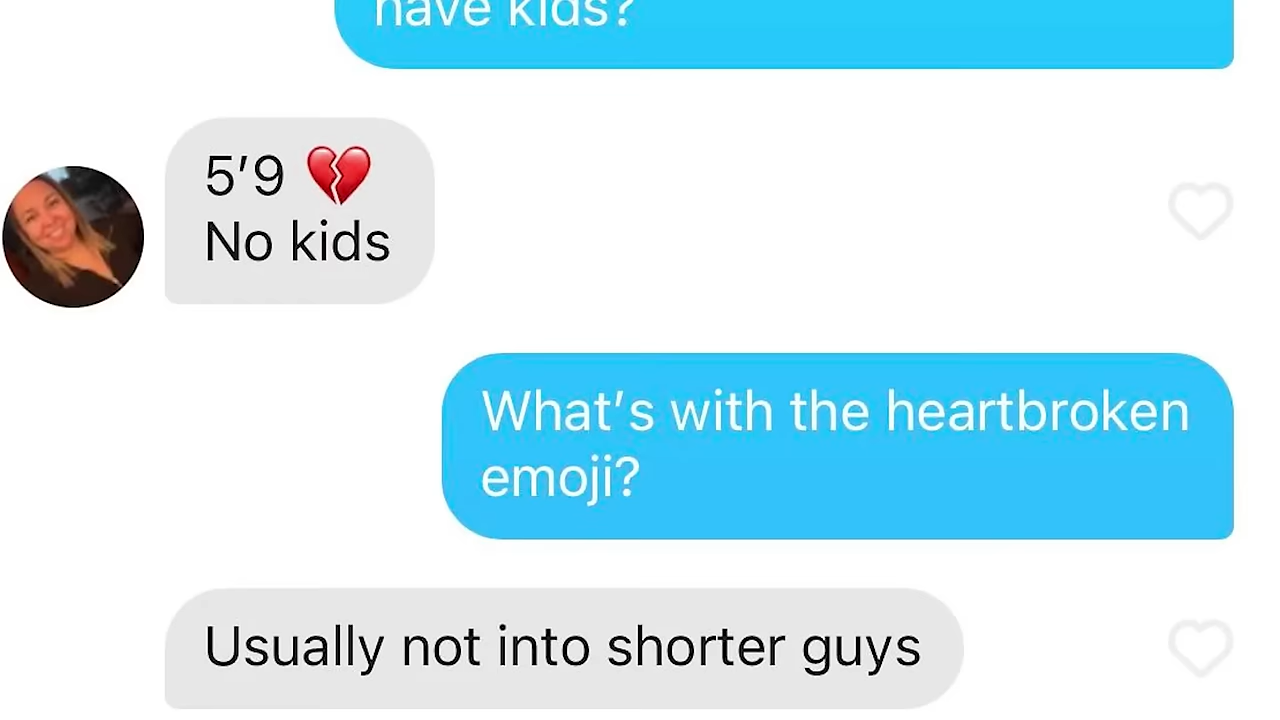 have kids?
5′9 💔
No kids
What's with the heartbroken
emoji?
Usually not into shorter guys